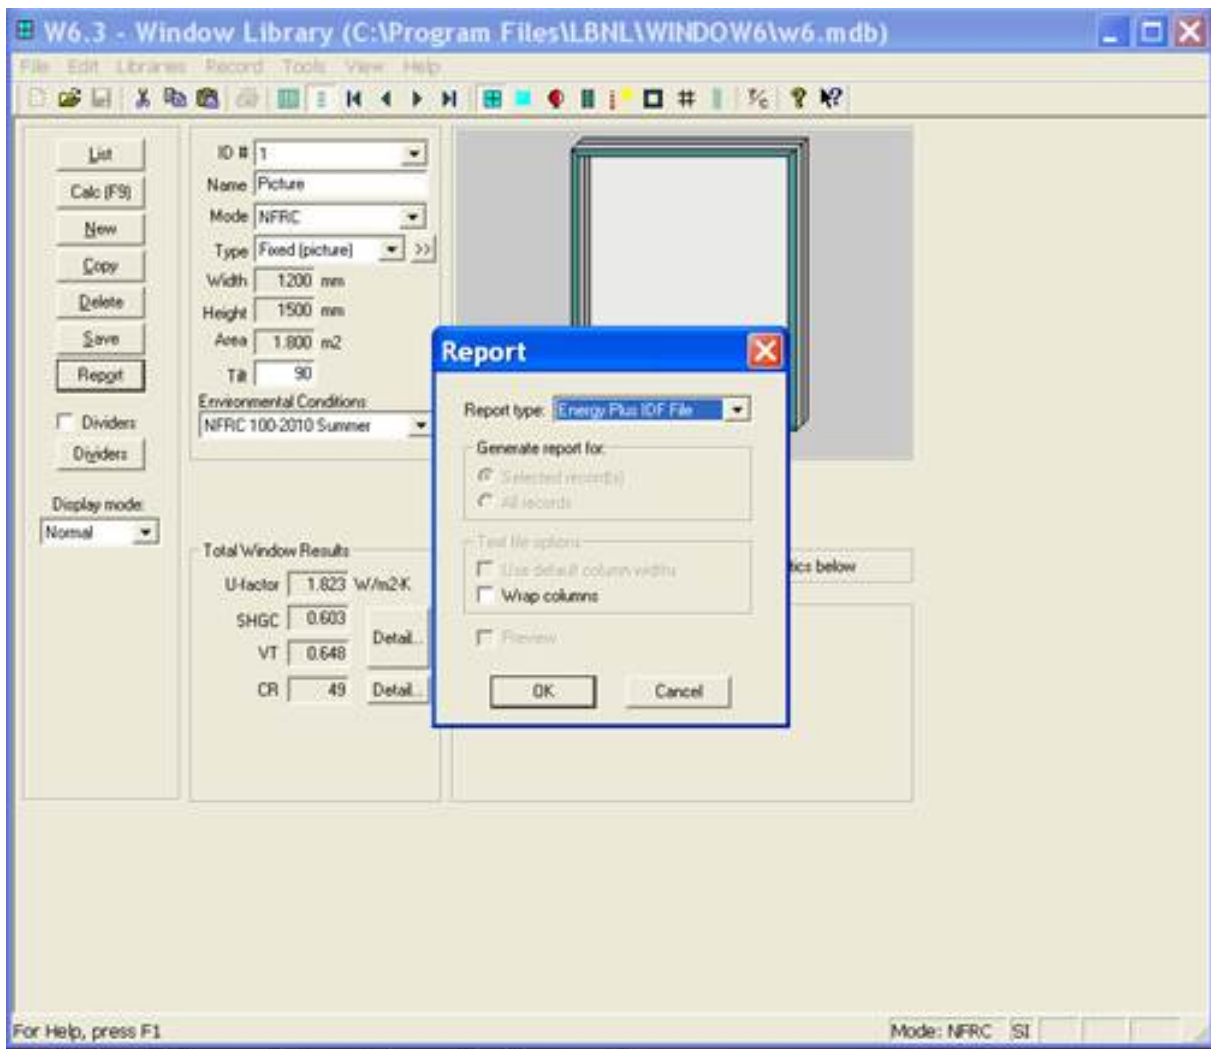 W6.3 - Window Library (C:\Program Files\LBNL\WINDOW6\w6.mdb)
File Edit Libraries Record Tools View Help
List
Calc (F9)
New
Copy
Delete
Save
Report
Dividers
Dividers
Display mode:
Normal
ID # 1
Name Picture
Mode NFRC
Type Fixed (picture) >>
Width 1200 mm
Height 1500 mm
Area 1.800 m2
Tilt 90
Environmental Conditions
NFRC 100-2010 Summer
Total Window Results
U-factor 1.823 W/m2-K
SHGC 0.603
Detail...
VT 0.648
CR 49 Detail...
Report
Report type: Energy Plus IDF File
Generate report for:
Selected record(s)
All records
Text file options
Use default column widths
Wrap columns
Preview
OK Cancel
tics below
For Help, press F1
Mode: NFRC SI